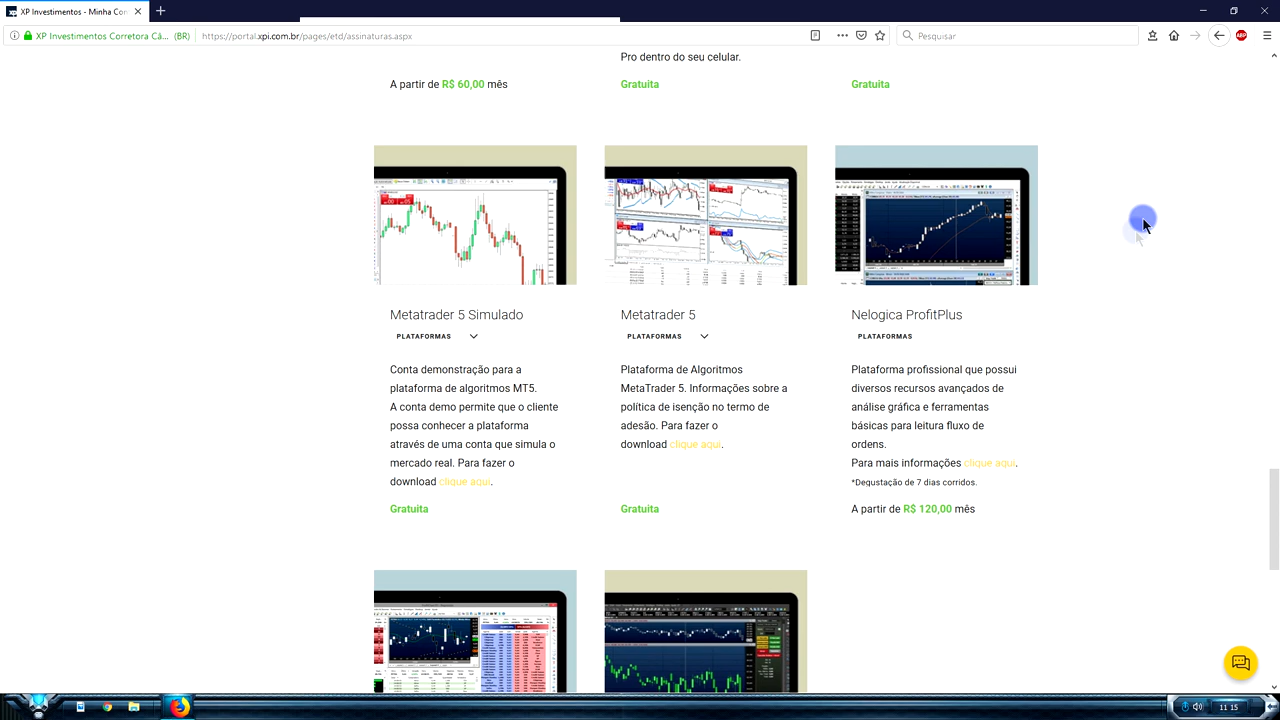 XP Investimentos - Minha Con
XP Investimentos Corretora Câ... (BR)
https://portal.xpi.com.br/pages/etd/assinaturas.aspx
Pesquisar
ABP
Pro dentro do seu celular.
A partir de R$ 60,00 mês
Gratuita
Gratuita
Metatrader 5 Simulado
PLATAFORMAS
Conta demonstração para a
plataforma de algoritmos MT5.
A conta demo permite que o cliente
possa conhecer a plataforma
através de uma conta que simula o
mercado real. Para fazer o
download clique aqui.
Gratuita
Metatrader 5
PLATAFORMAS
Plataforma de Algoritmos
MetaTrader 5. Informações sobre a
política de isenção no termo de
adesão. Para fazer o
download clique aqui.
Gratuita
Nelogica ProfitPlus
PLATAFORMAS
Plataforma profissional que possui
diversos recursos avançados de
análise gráfica e ferramentas
básicas para leitura fluxo de
ordens.
Para mais informações clique aqui.
*Degustação de 7 dias corridos.
A partir de R$ 120,00 mês
11 15